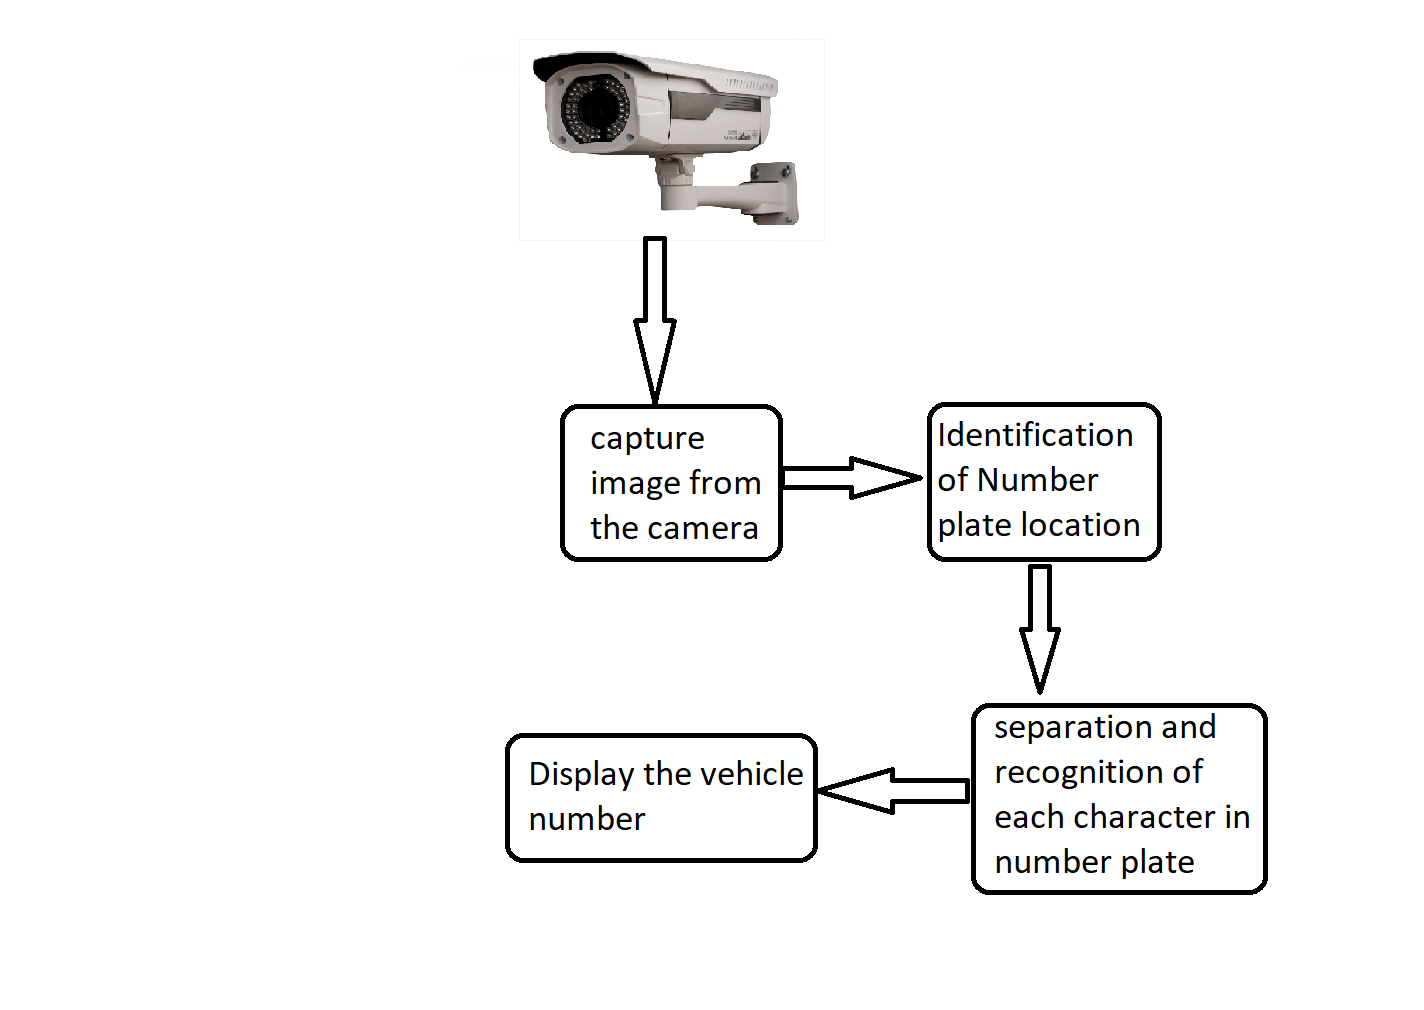 capture
image from
the camera
Identification
of Number
plate location
separation and
recognition of
each character in
number plate
Display the vehicle
number